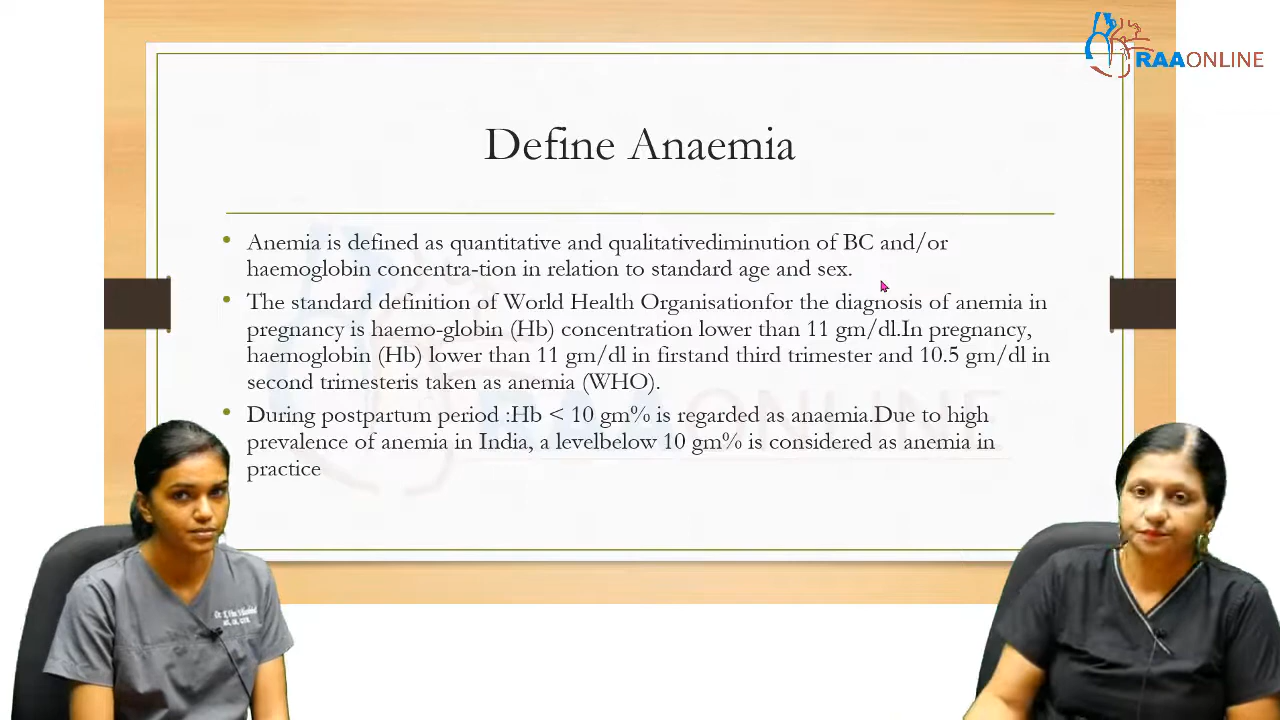 RAAONLINE
Define Anaemia
• Anemia is defined as quantitative and qualitativediminution of BC and/or
haemoglobin concentra-tion in relation to standard age and sex.
• The standard definition of World Health Organisationfor the diagnosis of anemia in
pregnancy is haemo-globin (Hb) concentration lower than 11 gm/dl.In pregnancy,
haemoglobin (Hb) lower than 11 gm/dl in firstand third trimester and 10.5 gm/dl in
second trimesteris taken as anemia (WHO).
• During postpartum period :Hb < 10 gm% is regarded as anaemia.Due to high
prevalence of anemia in India, a levelbelow 10 gm% is considered as anemia in
practice